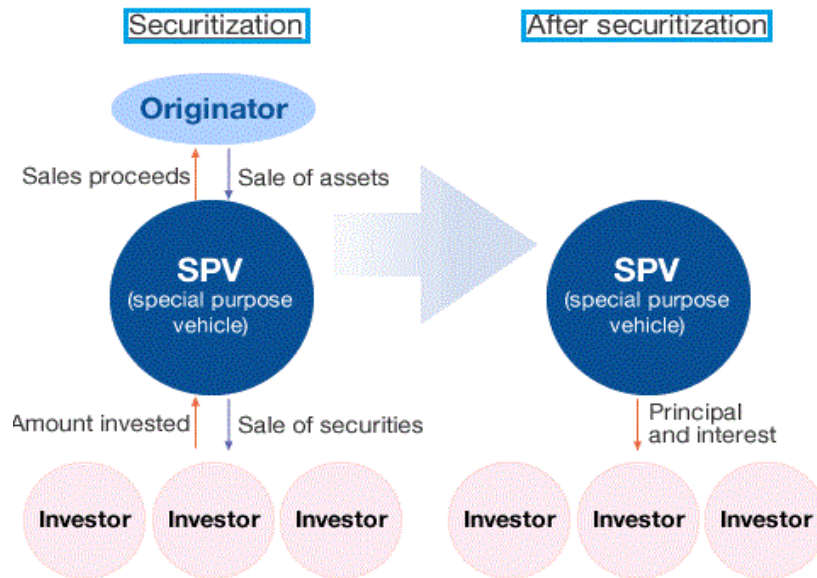 Securitization
After securitization
Originator
Sales proceeds
Sale of assets
SPV
(special purpose
vehicle)
SPV
(special purpose
vehicle)
Amount invested
Sale of securities
Principal
and interest
Investor
Investor
Investor
Investor
Investor
Investor